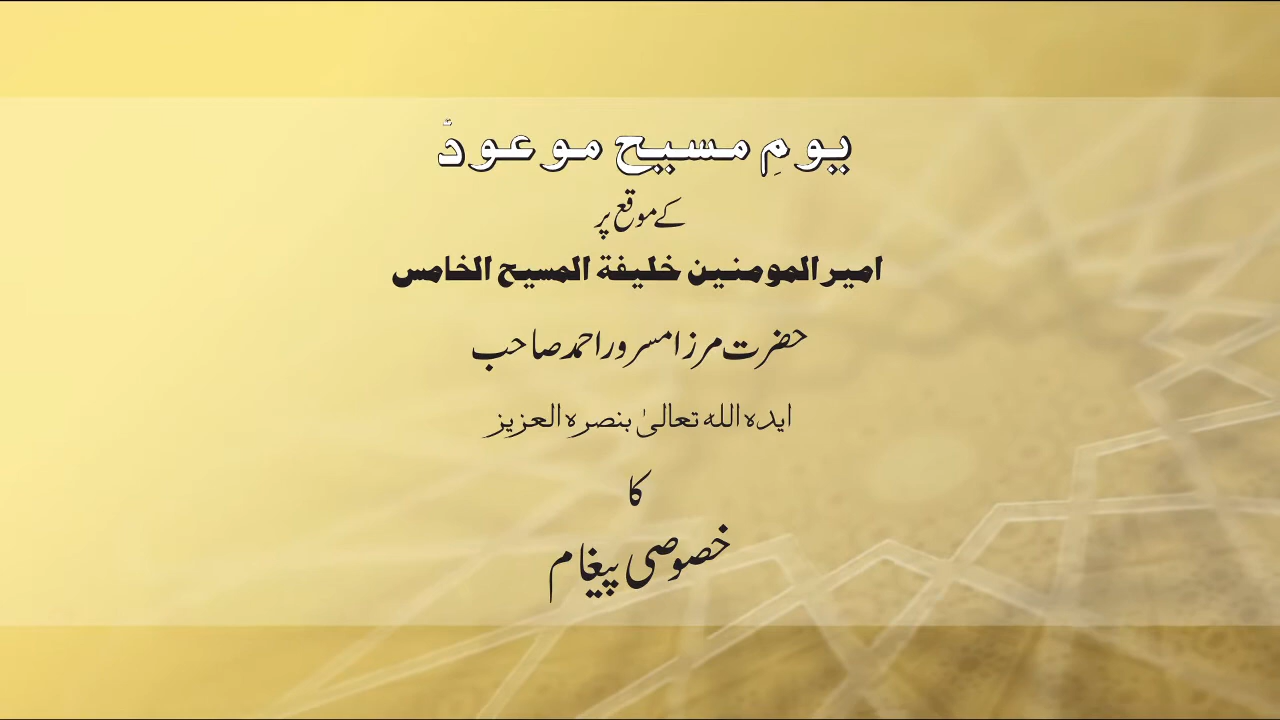 یومِ مسیح موعودؑ
کے موقع پر
امیر المومنین خلیفۃ المسیح الخامس
حضرت مرزا مسرور احمد صاحب
ایدہ اللہ تعالیٰ بنصرہ العزیز
کا
خصوصی پیغام